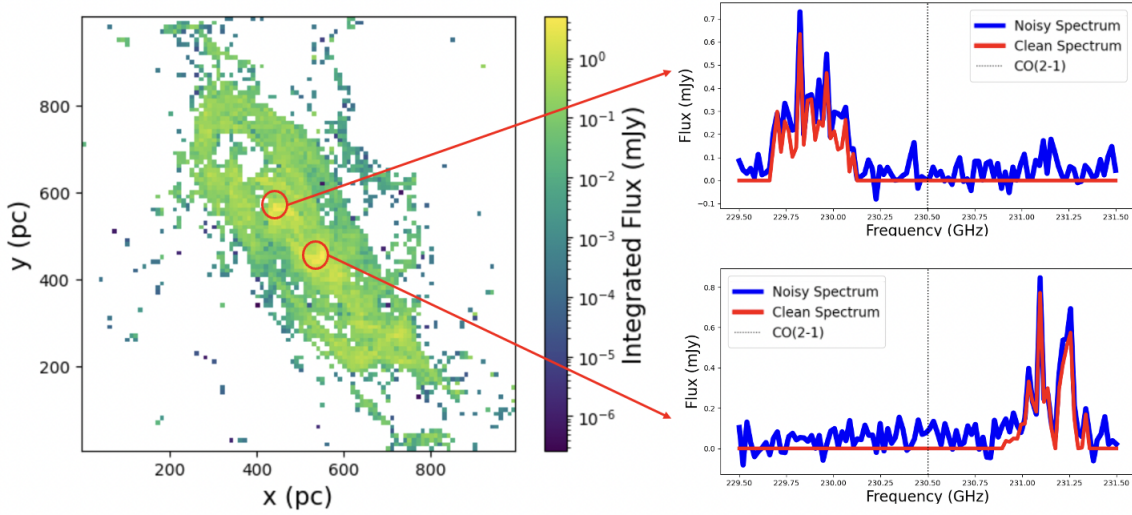 800
600
400
200
y (pc)
200 400 600 800
x (pc)
10⁰
10⁻¹
10⁻²
10⁻³
10⁻⁴
10⁻⁵
10⁻⁶
Integrated Flux (mJy)
0.7
0.6
0.5
0.4
0.3
0.2
0.1
0.0
−0.1
Flux (mJy)
Noisy Spectrum
Clean Spectrum
CO(2-1)
229.50 229.75 230.00 230.25 230.50 230.75 231.00 231.25 231.50
Frequency (GHz)
0.8
0.6
0.4
0.2
0.0
Flux (mJy)
Noisy Spectrum
Clean Spectrum
CO(2-1)
229.50 229.75 230.00 230.25 230.50 230.75 231.00 231.25 231.50
Frequency (GHz)